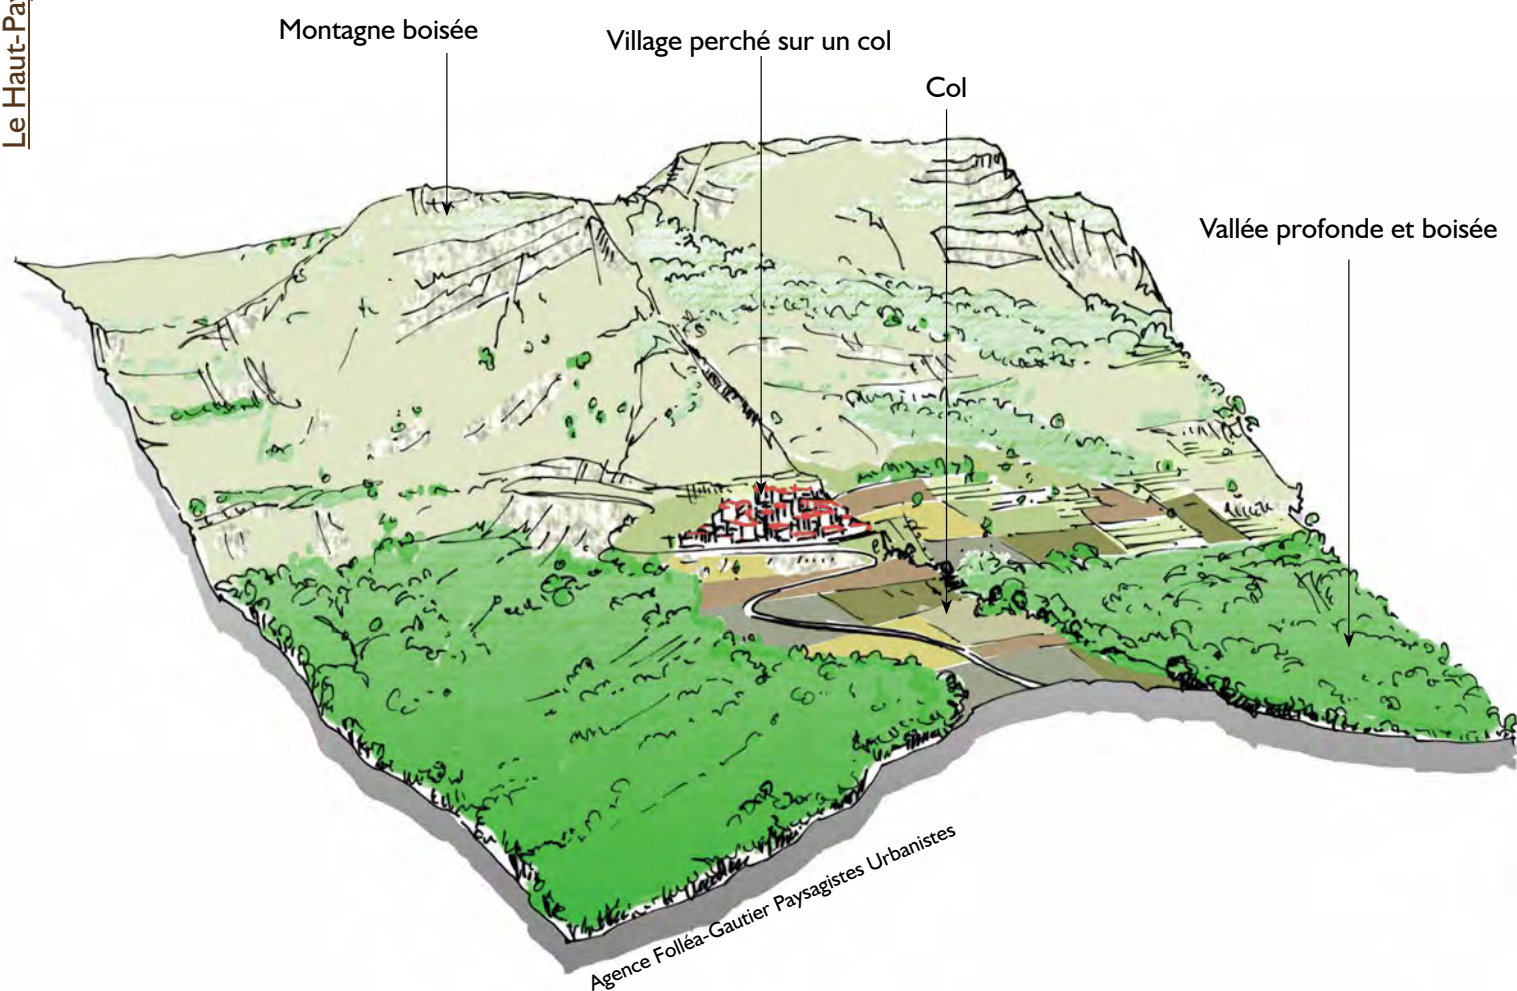 Le Haut-Pay
Montagne boisée
Village perché sur un col
Col
Vallée profonde et boisée
Agence Folléa-Gautier Paysagistes Urbanistes